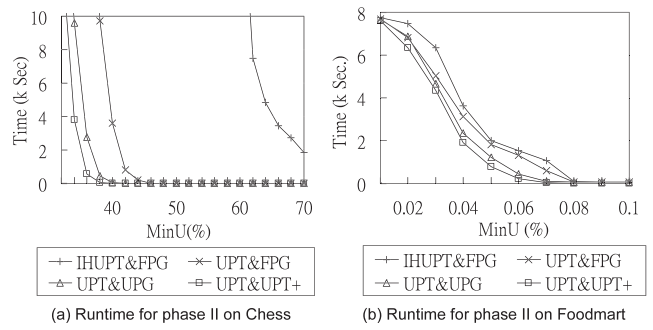 10
8
6
4
2
0
Time (k Sec)
40 50 60 70
MinU(%)
IHUPT&FPG UPT&FPG
UPT&UPG UPT&UPT+
(a) Runtime for phase II on Chess
8
6
4
2
0
Time (k Sec.)
0.02 0.04 0.06 0.08 0.1
MinU (%)
IHUPT&FPG UPT&FPG
UPT&UPG UPT&UPT+
(b) Runtime for phase II on Foodmart